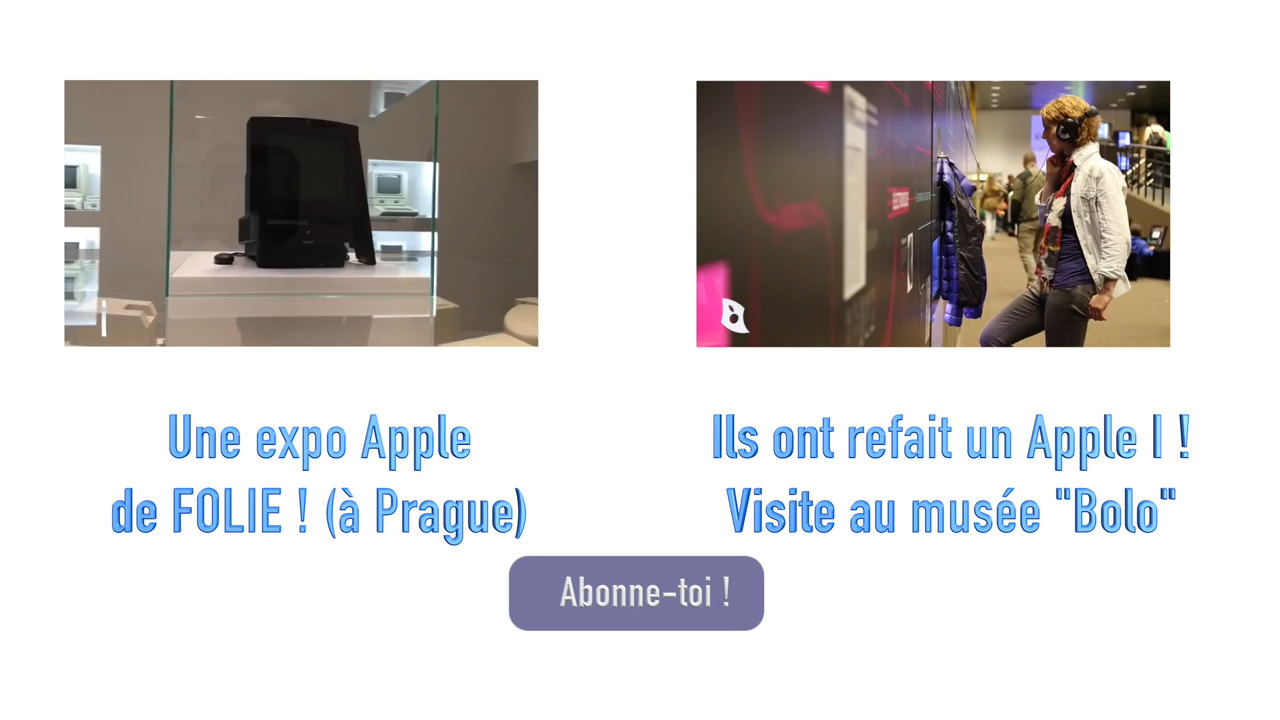 Une expo Apple
de FOLIE ! (à Prague)
Ils ont refait un Apple I !
Visite au musée "Bolo"
Abonne-toi !